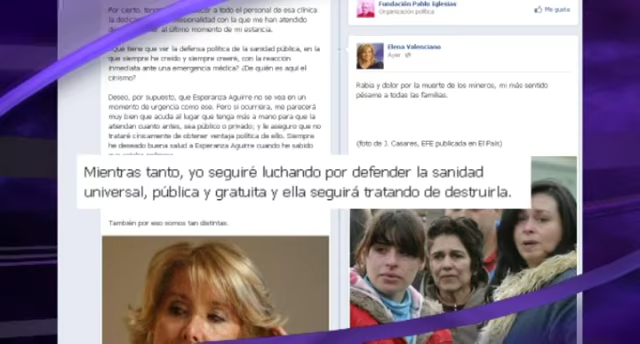 Por cierto,
a todo el personal de esa clínica
la
con la que me han atendido
al último momento de mi estancia.
¿Qué tiene que ver la defensa política de la sanidad pública, en la
que siempre he creído y siempre creeré, con la reacción
inmediata ante una emergencia médica? ¿De quién es aquí el
cinismo?
Deseo, por supuesto, que Esperanza Aguirre no se vea en un
momento de urgencia como ese. Pero si ocurriera, me parecerá
muy bien que acuda al lugar que tenga más a mano para que la
atiendan cuanto antes, sea público o privado; y le aseguro que no
trataré cínicamente de obtener ventaja política de ello. Siempre
he deseado buena salud a Esperanza Aguirre cuando he sabido
Mientras tanto, yo seguiré luchando por defender la sanidad
universal, pública y gratuita y ella seguirá tratando de destruirla.
También por eso somos tan distintas.
Fundación Pablo Iglesias
Organización política
Me gusta
Elena Valenciano
Ayer
Rabia y dolor por la muerte de los mineros, mi más sentido
pésame a todas las familias.
(foto de J. Casares, EFE publicada en El País)